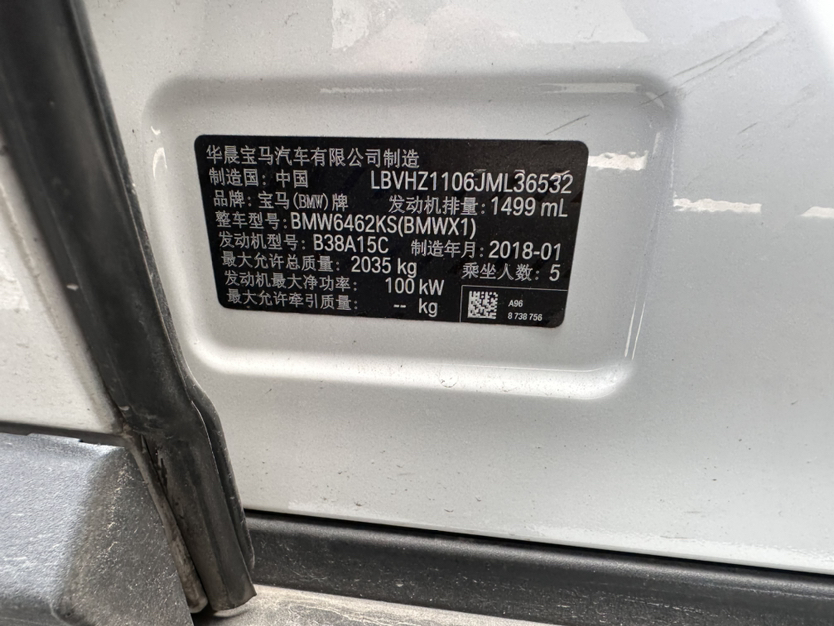 华晨宝马汽车有限公司制造
制造国: 中国 LBVHZ1106JML36532
品牌: 宝马(BMW)牌 发动机排量: 1499 mL
整车型号: BMW6462KS(BMWX1)
发动机型号: B38A15C 制造年月: 2018-01
最大允许总质量: 2035 kg 乘坐人数: 5
发动机最大净功率: 100 kW
最大允许牵引质量: -- kg
A96
8 738 756